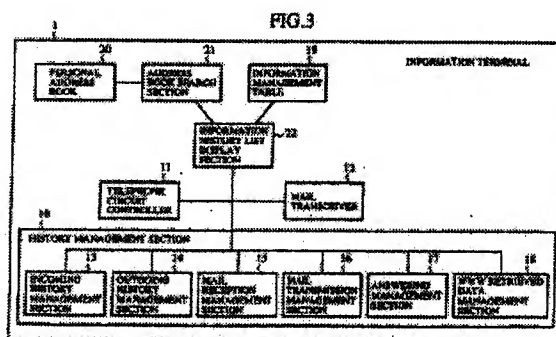 FIG.3
1
20
21
19
PERSONAL
ADDRESS
BOOK
ADDRESS
BOOK SEARCH
SECTION
INFORMATION
MANAGEMENT
TABLE
INFORMATION TERMINAL
INFORMATION
HISTORY LIST
DISPLAY
SECTION
22
11
12
TELEPHONE
CIRCUIT
CONTROLLER
MAIL
TRANSCEIVER
10
HISTORY MANAGEMENT SECTION
13
14
15
16
17
18
INCOMING
HISTORY
MANAGEMENT
SECTION
OUTGOING
HISTORY
MANAGEMENT
SECTION
MAIL
RECEPTION
MANAGEMENT
SECTION
MAIL
TRANSMISSION
MANAGEMENT
SECTION
ANSWERING
MANAGEMENT
SECTION
WWW RETRIEVED
DATA
MANAGEMENT
SECTION